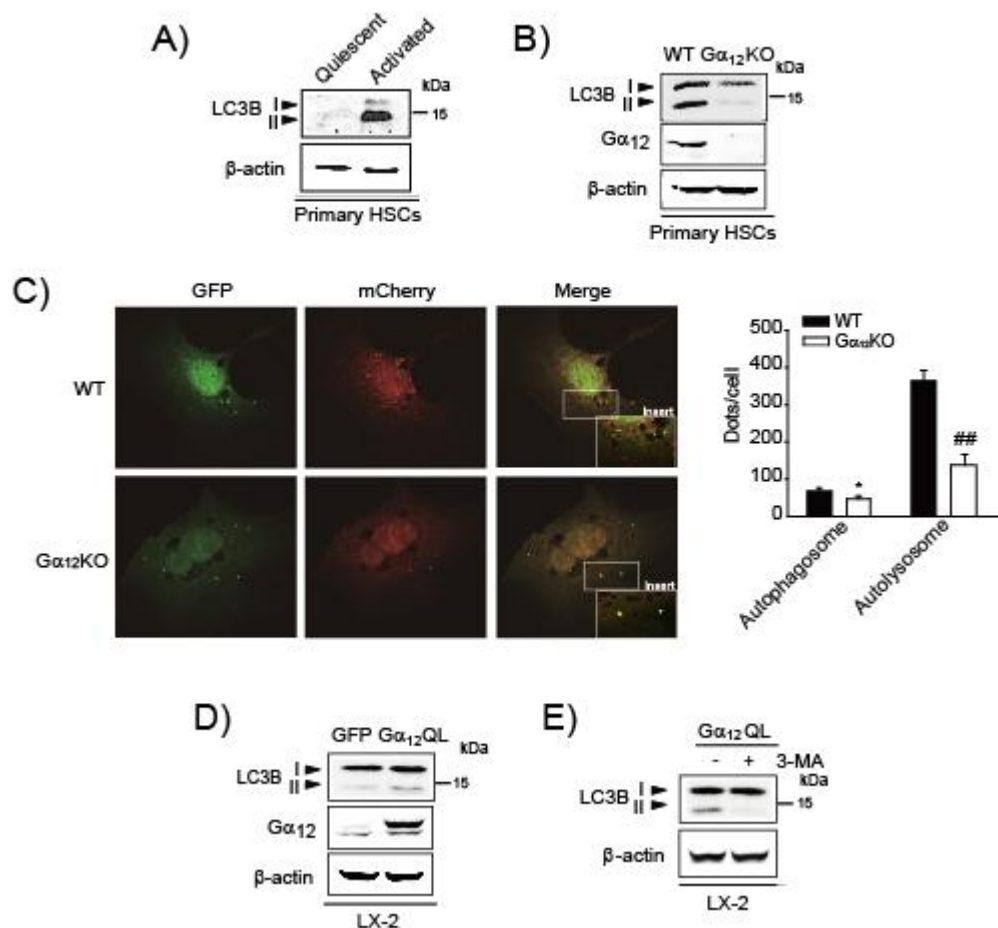 A)
Quiescent Activated
kDa
LC3B I
II
15
β-actin
Primary HSCs
B)
WT Gα12KO
kDa
LC3B I
II
15
Gα12
β-actin
Primary HSCs
C)
GFP mCherry Merge
WT
Insert
Gα12KO
Insert
WT
Gα12KO
Dots/cell
500
400
300
200
100
0
*
##
Autophagosome
Autolysosome
D)
GFP Gα12QL
kDa
LC3B I
II
15
Gα12
β-actin
LX-2
E)
Gα12QL
- + 3-MA
kDa
LC3B I
II
15
β-actin
LX-2